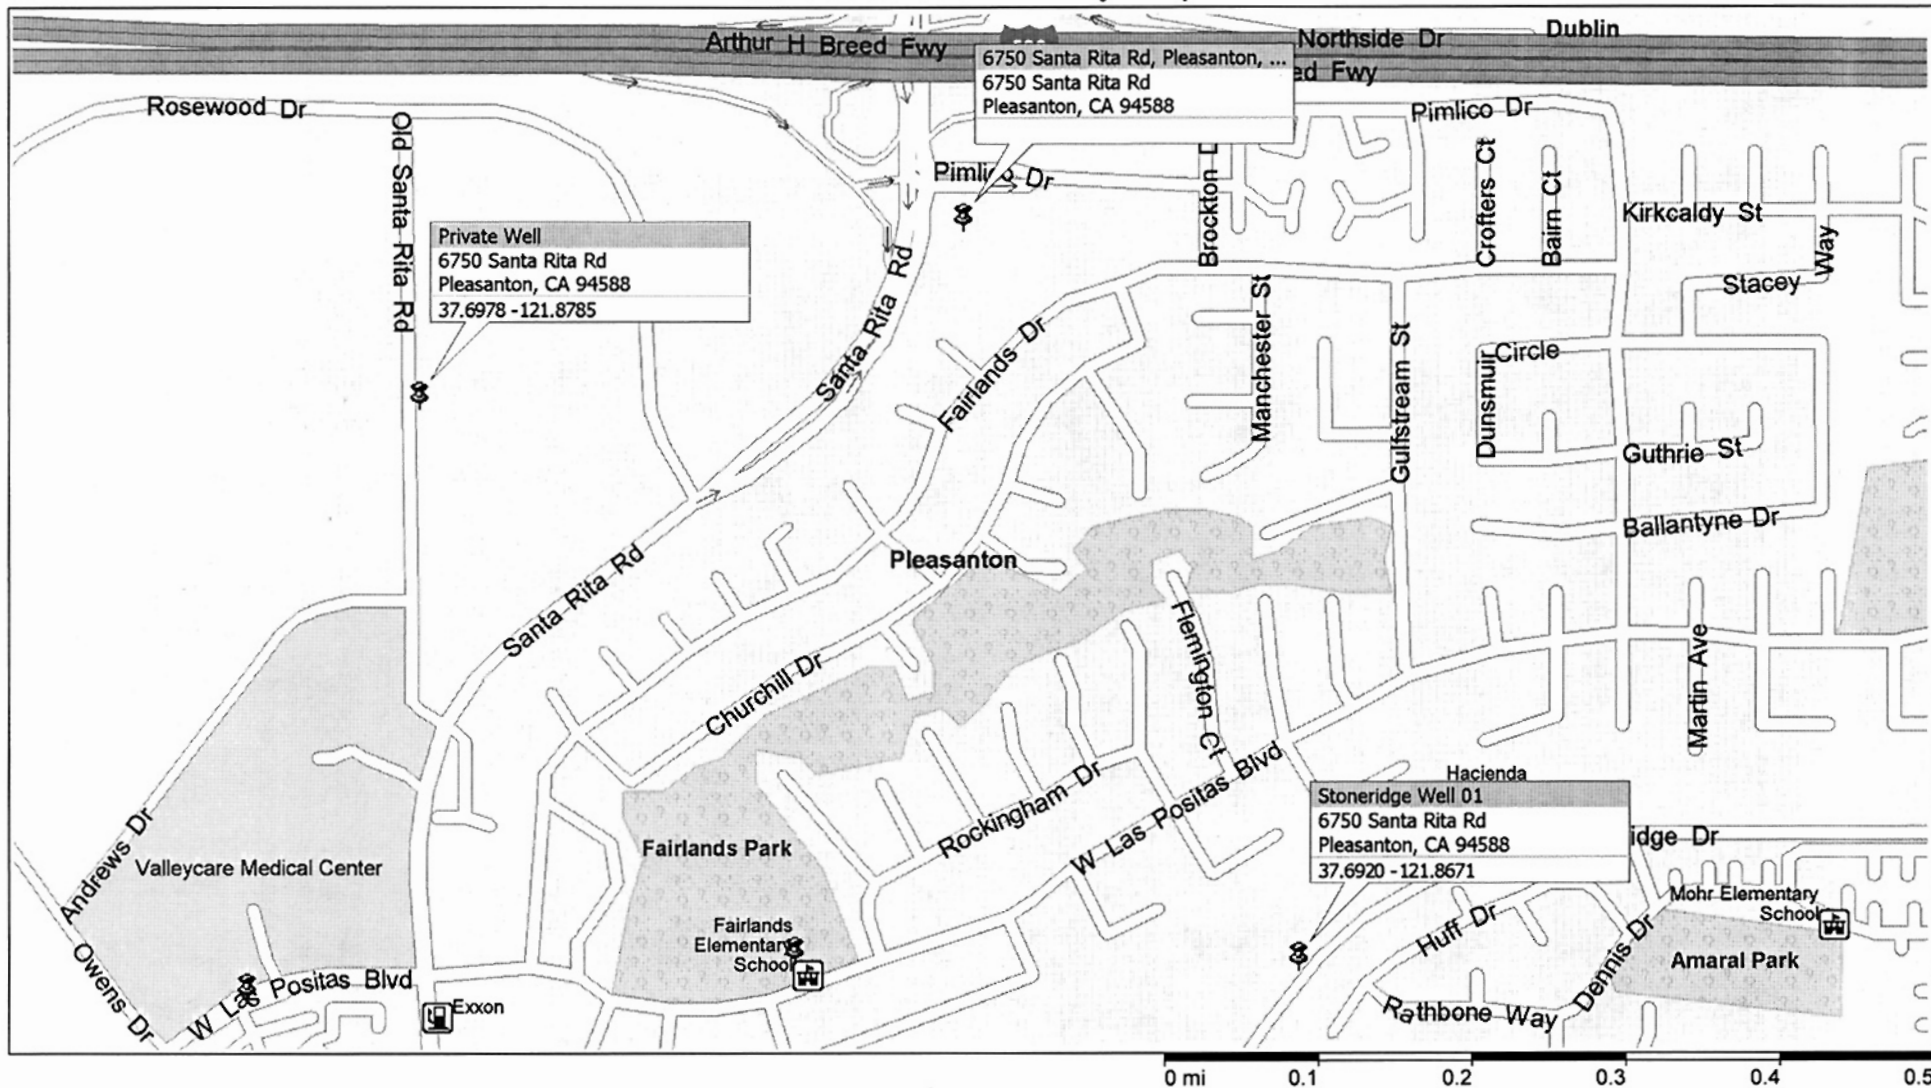 Arthur H Breed Fwy
Northside Dr
Dublin
ed Fwy
6750 Santa Rita Rd, Pleasanton, ...
6750 Santa Rita Rd
Pleasanton, CA 94588
Rosewood Dr
Old Santa Rita Rd
Pimlico Dr
Pimlico Dr
Brockton D
Crofters Ct
Bairn Ct
Kirkcaldy St
Way
Stacey
Private Well
6750 Santa Rita Rd
Pleasanton, CA 94588
37.6978 -121.8785
Santa Rita Rd
Fairlands Dr
Manchester St
Gulfstream St
Dunsmuir
Circle
Guthrie St
Ballantyne Dr
Pleasanton
Santa Rita Rd
Churchill Dr
Flemington Ct
Martin Ave
Rockingham Dr
W Las Positas Blvd
Hacienda
Stoneridge Well 01
6750 Santa Rita Rd
Pleasanton, CA 94588
37.6920 -121.8671
idge Dr
Andrews Dr
Valleycare Medical Center
Fairlands Park
Fairlands
Elementary
School
Mohr Elementary
School
Huff Dr
Dennis Dr
Amaral Park
Owens Dr
W Las Positas Blvd
Exxon
Rathbone Way
0 mi 0.1 0.2 0.3 0.4 0.5